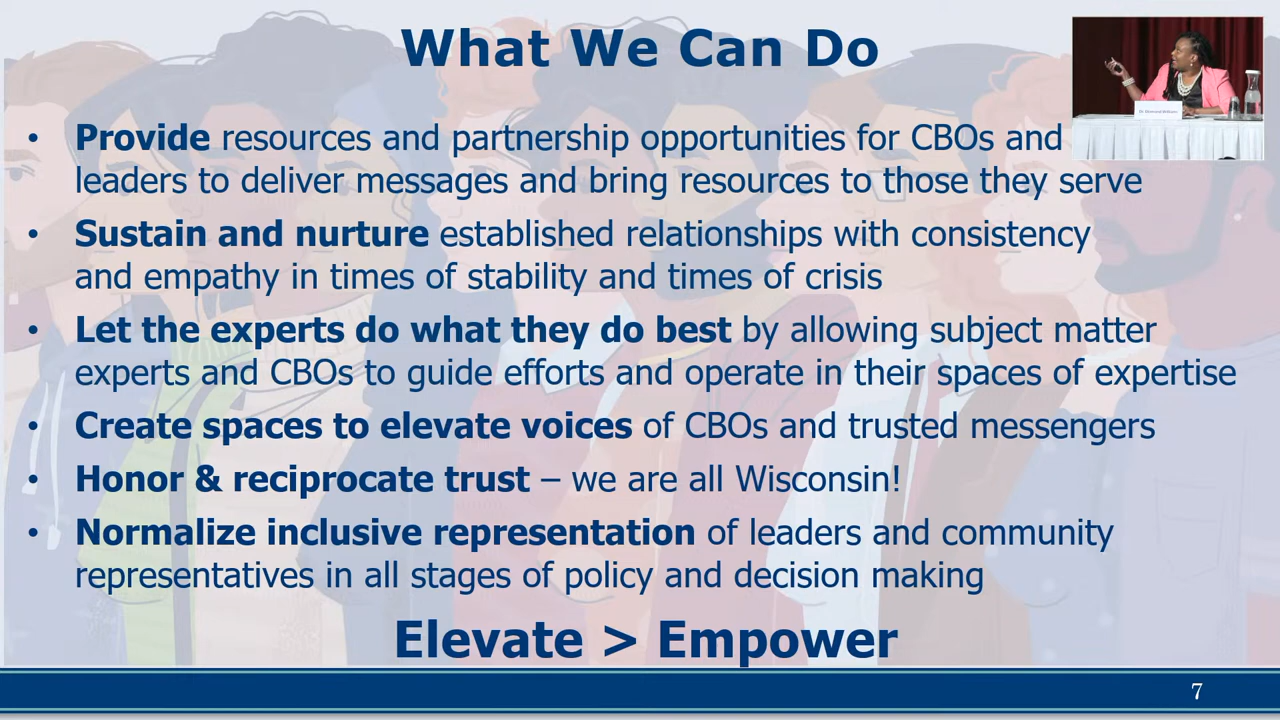 What We Can Do
• Provide resources and partnership opportunities for CBOs and
leaders to deliver messages and bring resources to those they serve
• Sustain and nurture established relationships with consistency
and empathy in times of stability and times of crisis
• Let the experts do what they do best by allowing subject matter
experts and CBOs to guide efforts and operate in their spaces of expertise
• Create spaces to elevate voices of CBOs and trusted messengers
• Honor & reciprocate trust – we are all Wisconsin!
• Normalize inclusive representation of leaders and community
representatives in all stages of policy and decision making
Elevate > Empower
7